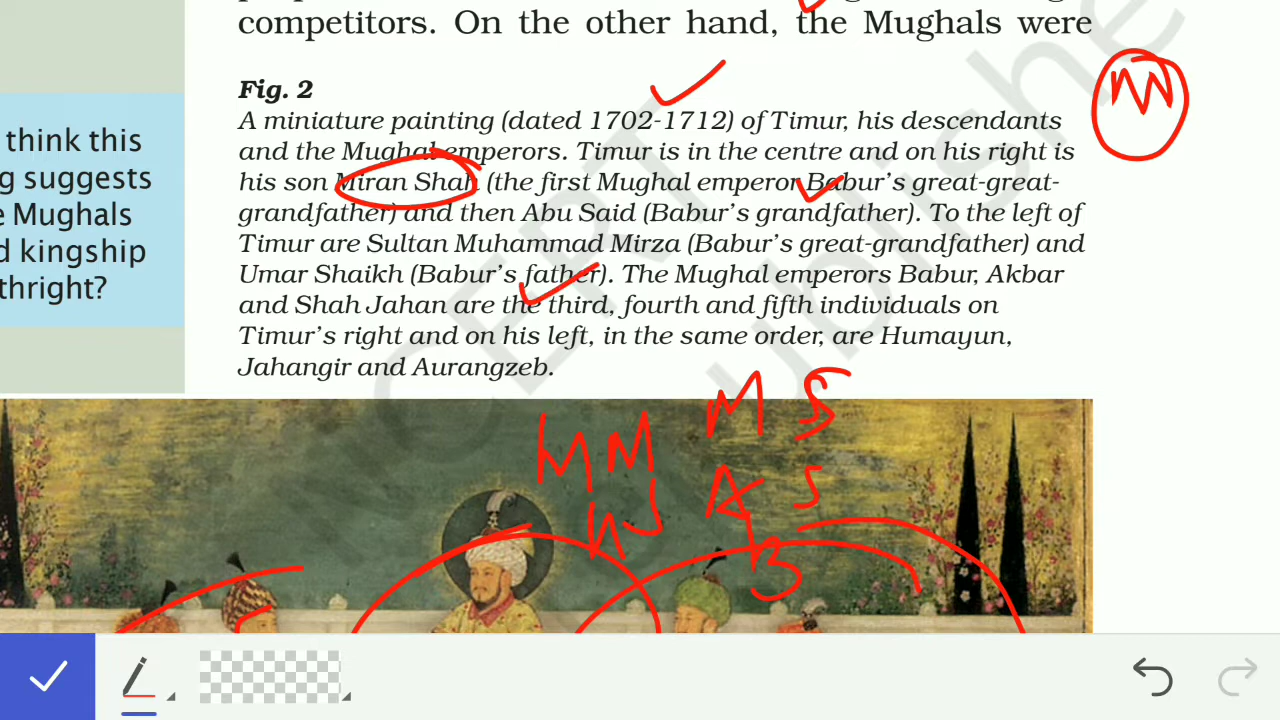 competitors. On the other hand, the Mughals were
Fig. 2
A miniature painting (dated 1702-1712) of Timur, his descendants
and the Mughal emperors. Timur is in the centre and on his right is
his son Miran Shah (the first Mughal emperor Babur's great-great-
grandfather) and then Abu Said (Babur's grandfather). To the left of
Timur are Sultan Muhammad Mirza (Babur's great-grandfather) and
Umar Shaikh (Babur's father). The Mughal emperors Babur, Akbar
and Shah Jahan are the third, fourth and fifth individuals on
Timur's right and on his left, in the same order, are Humayun,
Jahangir and Aurangzeb.
think this
g suggests
e Mughals
d kingship
thright?
M M
M S
A S
B